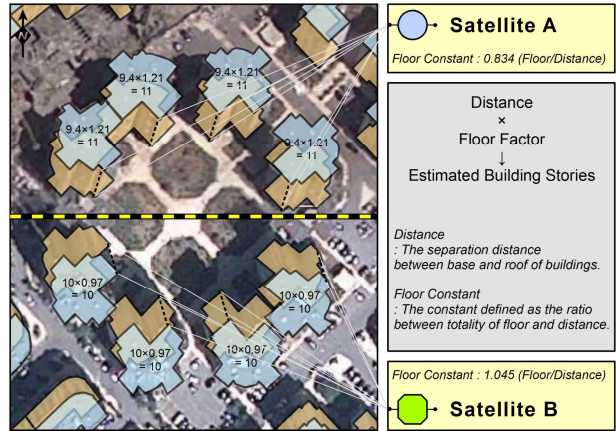 N
9.4×1.21
= 11
9.4×1.21
= 11
9.4×1.21
= 11
9.4×1.21
= 11
10×0.97
= 10
10×0.97
= 10
10×0.97
= 10
10×0.97
= 10
Satellite A
Floor Constant : 0.834 (Floor/Distance)
Distance
×
Floor Factor
↓
Estimated Building Stories
Distance
: The separation distance
between base and roof of buildings.
Floor Constant
: The constant defined as the ratio
between totality of floor and distance.
Floor Constant : 1.045 (Floor/Distance)
Satellite B